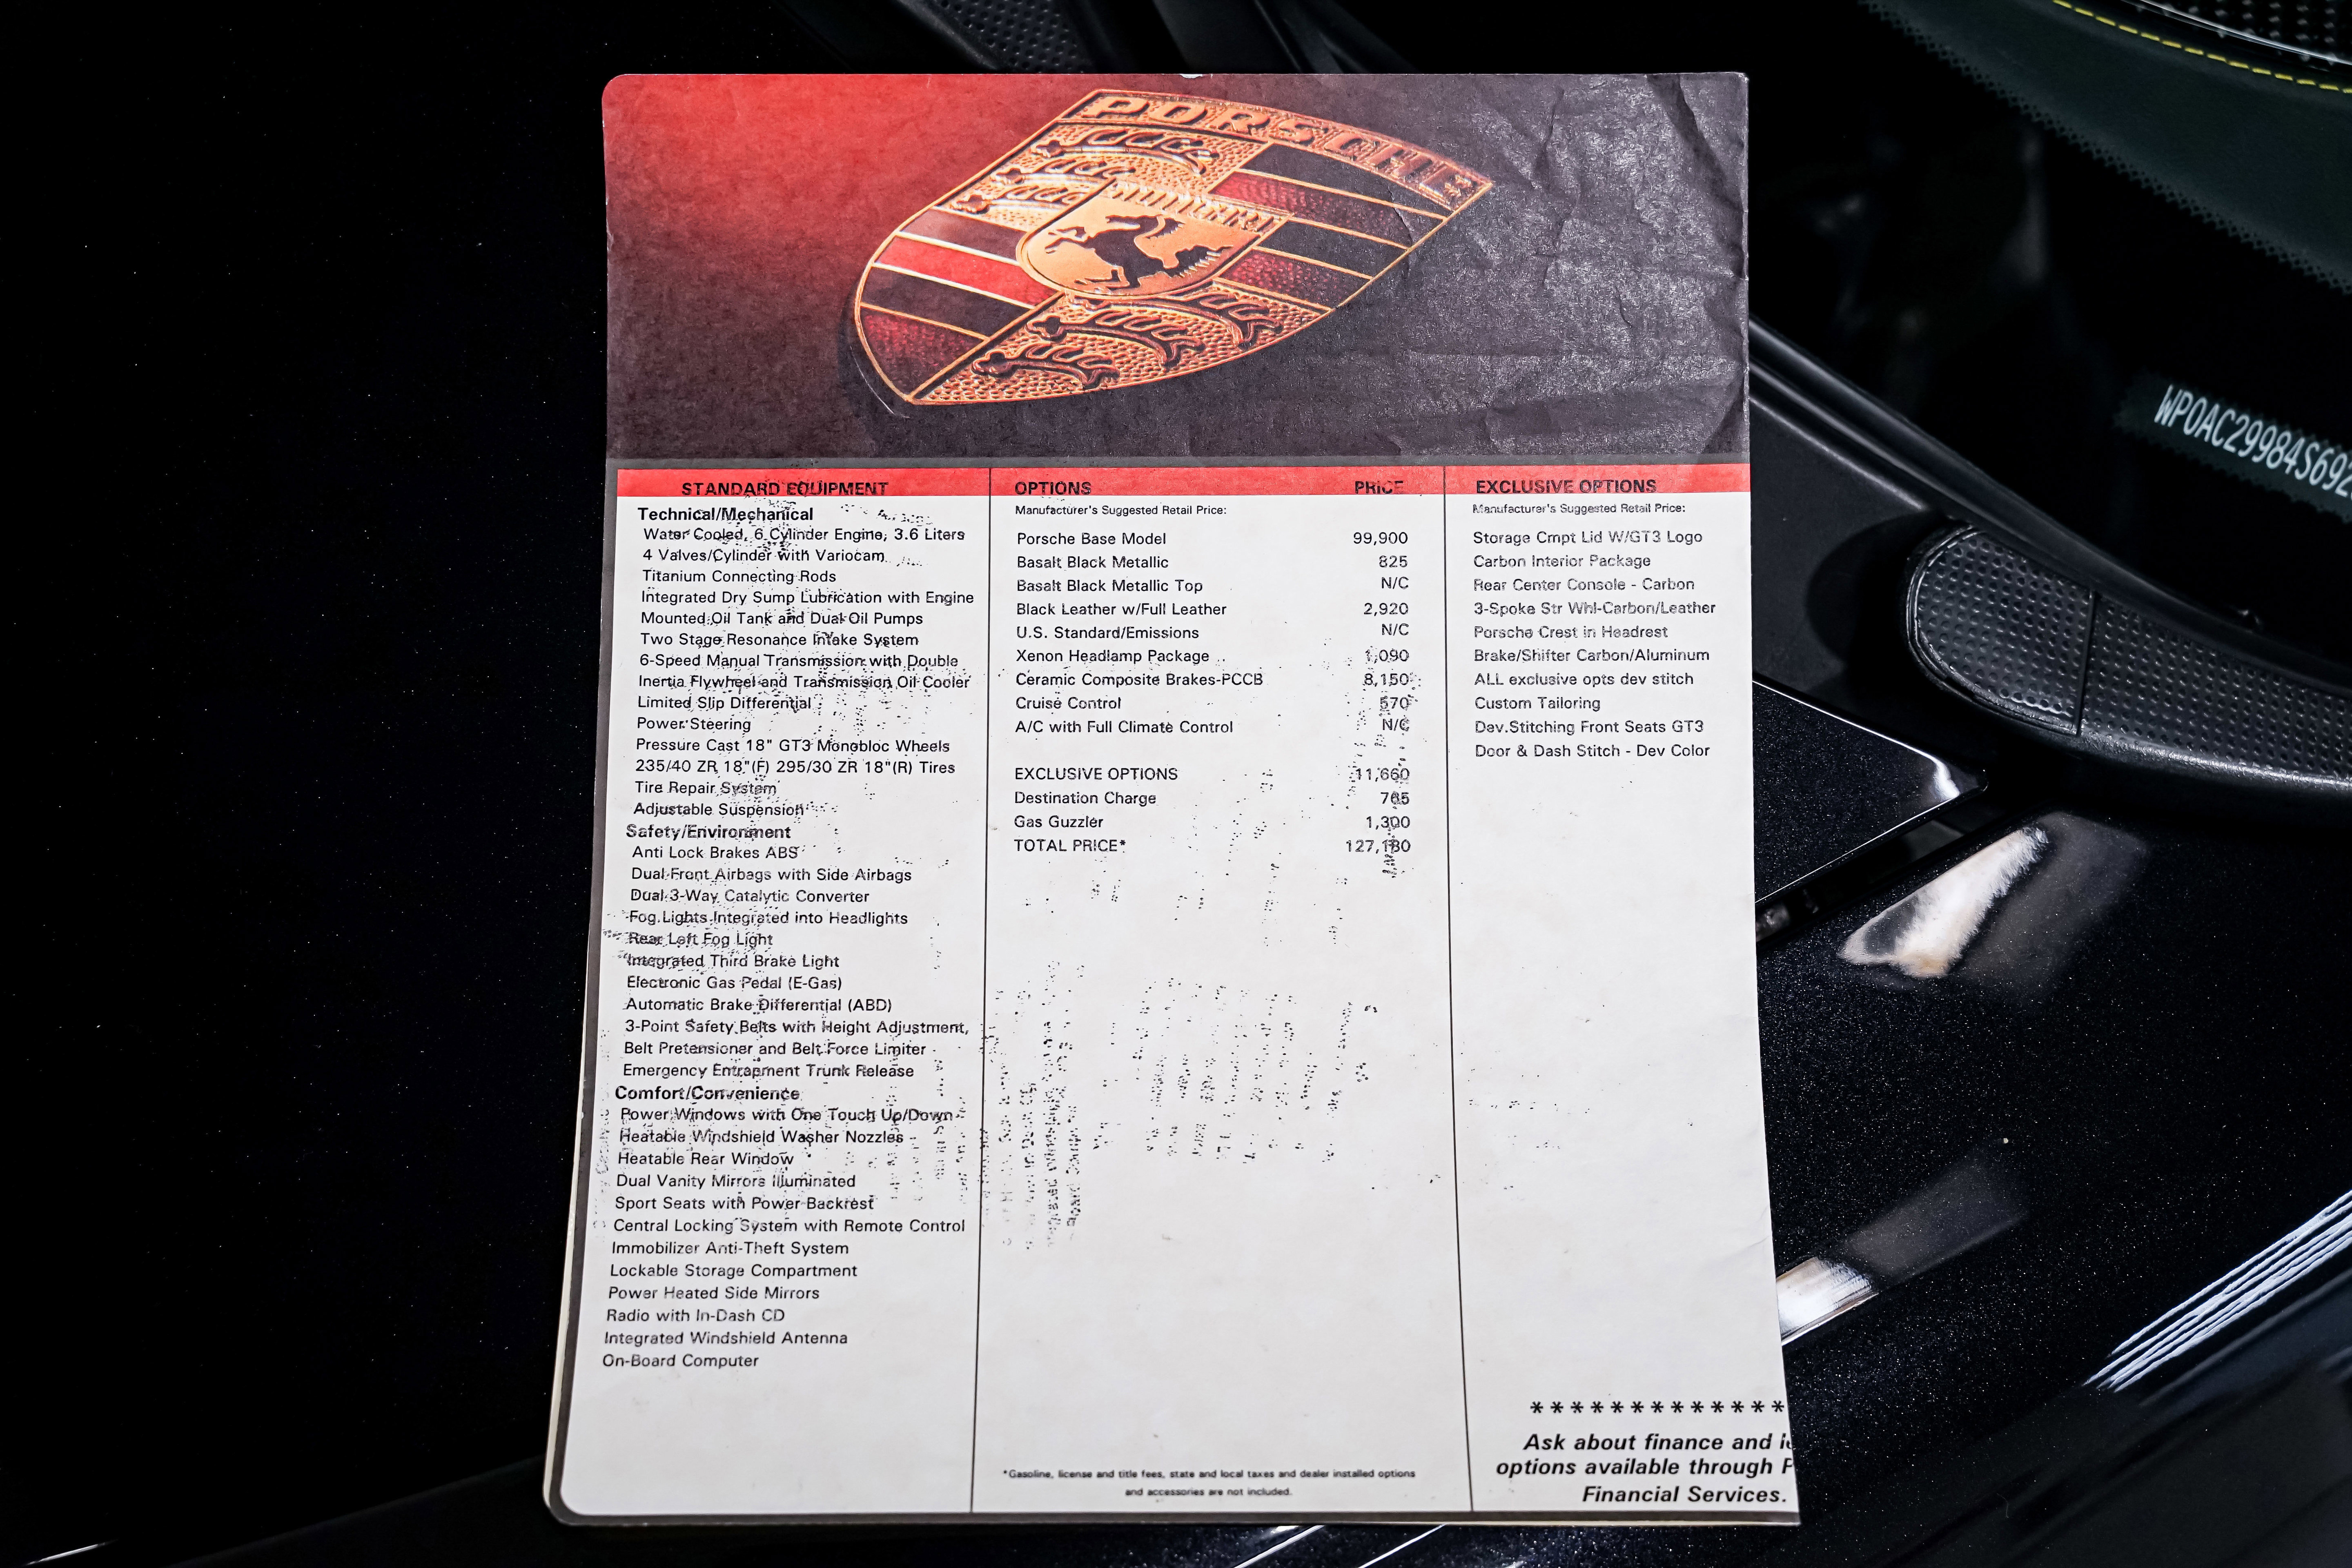 PORSCHE
STANDARD EQUIPMENT
Technical/Mechanical
Water Cooled, 6 Cylinder Engine, 3.6 Liters
4 Valves/Cylinder with Variocam
Titanium Connecting Rods
Integrated Dry Sump Lubrication with Engine
Mounted Oil Tank and Dual Oil Pumps
Two Stage Resonance Intake System
6-Speed Manual Transmission with Double
Inertia Flywheel and Transmission Oil Cooler
Limited Slip Differential
Power Steering
Pressure Cast 18" GT3 Monobloc Wheels
235/40 ZR 18"(F) 295/30 ZR 18"(R) Tires
Tire Repair System
Adjustable Suspension
Safety/Environment
Anti Lock Brakes ABS
Dual Front Airbags with Side Airbags
Dual 3-Way Catalytic Converter
Fog Lights Integrated into Headlights
Rear Left Fog Light
Integrated Third Brake Light
Electronic Gas Pedal (E-Gas)
Automatic Brake Differential (ABD)
3-Point Safety Belts with Height Adjustment,
Belt Pretensioner and Belt Force Limiter
Emergency Entrapment Trunk Release
Comfort/Convenience
Power Windows with One Touch Up/Down
Heatable Windshield Washer Nozzles
Heatable Rear Window
Dual Vanity Mirrors Illuminated
Sport Seats with Power Backrest
Central Locking System with Remote Control
Immobilizer Anti-Theft System
Lockable Storage Compartment
Power Heated Side Mirrors
Radio with In-Dash CD
Integrated Windshield Antenna
On-Board Computer
OPTIONS PRICE
Manufacturer's Suggested Retail Price:
Porsche Base Model 99,900
Basalt Black Metallic 825
Basalt Black Metallic Top N/C
Black Leather w/Full Leather 2,920
U.S. Standard/Emissions N/C
Xenon Headlamp Package 1,090
Ceramic Composite Brakes-PCCB 8,150
Cruise Control 570
A/C with Full Climate Control N/C
EXCLUSIVE OPTIONS 11,660
Destination Charge 765
Gas Guzzler 1,300
TOTAL PRICE* 127,180
*Gasoline, license and title fees, state and local taxes and dealer installed options
and accessories are not included.
EXCLUSIVE OPTIONS
Manufacturer's Suggested Retail Price:
Storage Cmpt Lid W/GT3 Logo
Carbon Interior Package
Rear Center Console - Carbon
3-Spoke Str Whl-Carbon/Leather
Porsche Crest in Headrest
Brake/Shifter Carbon/Aluminum
ALL exclusive opts dev stitch
Custom Tailoring
Dev.Stitching Front Seats GT3
Door & Dash Stitch - Dev Color
*************
Ask about finance and
options available through
Financial Services.
WP0AC29984S692